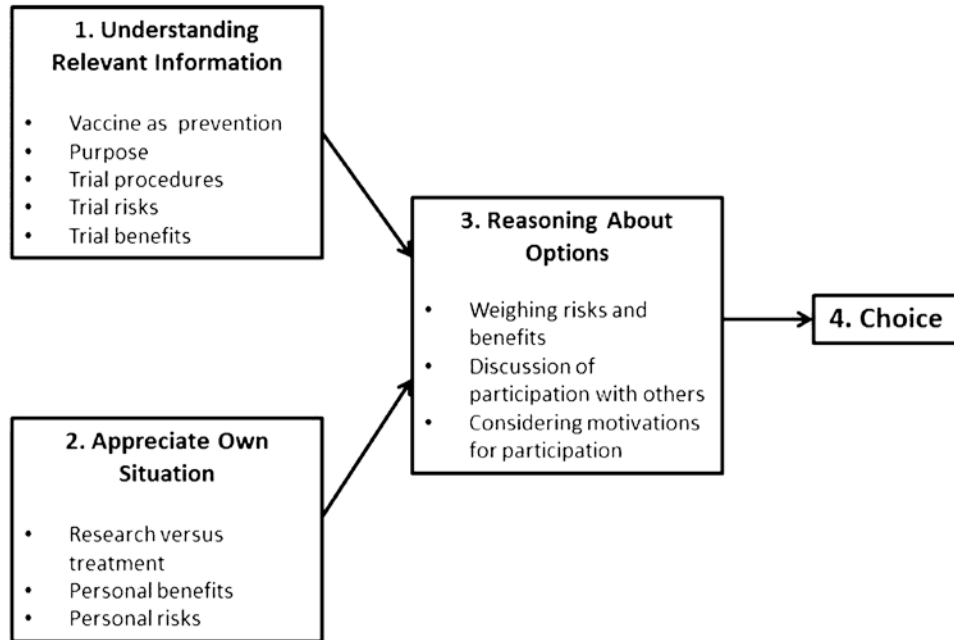 1. Understanding
Relevant Information
• Vaccine as prevention
• Purpose
• Trial procedures
• Trial risks
• Trial benefits
2. Appreciate Own
Situation
• Research versus
treatment
• Personal benefits
• Personal risks
3. Reasoning About
Options
• Weighing risks and
benefits
• Discussion of
participation with others
• Considering motivations
for participation
4. Choice